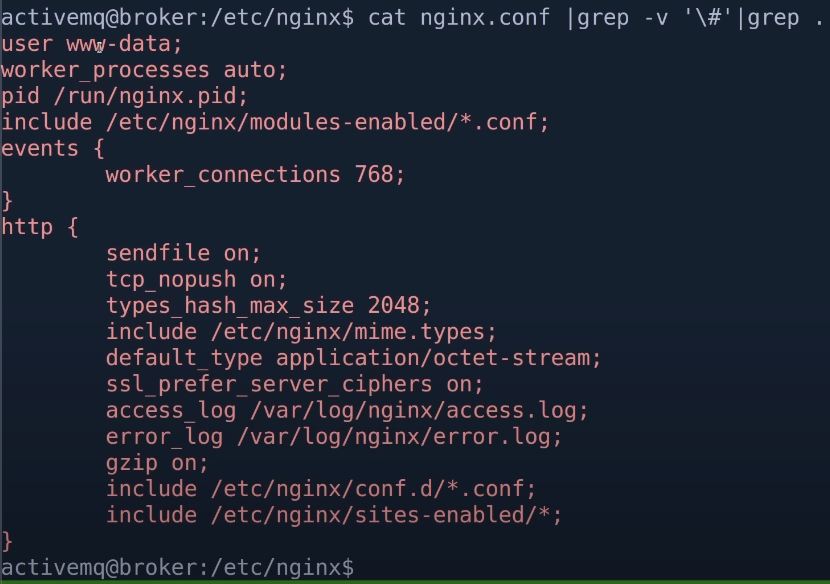 activemq@broker:/etc/nginx$ cat nginx.conf |grep -v '\#'|grep .
user www-data;
worker_processes auto;
pid /run/nginx.pid;
include /etc/nginx/modules-enabled/*.conf;
events {
        worker_connections 768;
}
http {
        sendfile on;
        tcp_nopush on;
        types_hash_max_size 2048;
        include /etc/nginx/mime.types;
        default_type application/octet-stream;
        ssl_prefer_server_ciphers on;
        access_log /var/log/nginx/access.log;
        error_log /var/log/nginx/error.log;
        gzip on;
        include /etc/nginx/conf.d/*.conf;
        include /etc/nginx/sites-enabled/*;
}
activemq@broker:/etc/nginx$